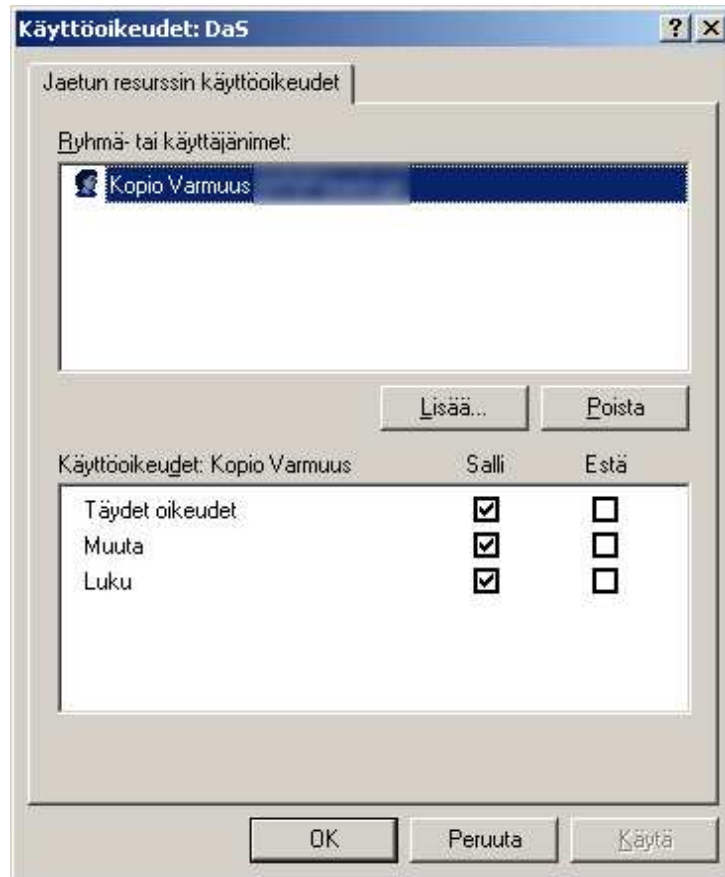 Käyttöoikeudet: DaS
Jaetun resurssin käyttöoikeudet
Ryhmä- tai käyttäjänimet:
Kopio Varmuus
Lisää... Poista
Käyttöoikeudet: Kopio Varmuus Salli Estä
Täydet oikeudet
Muuta
Luku
OK Peruuta Käytä